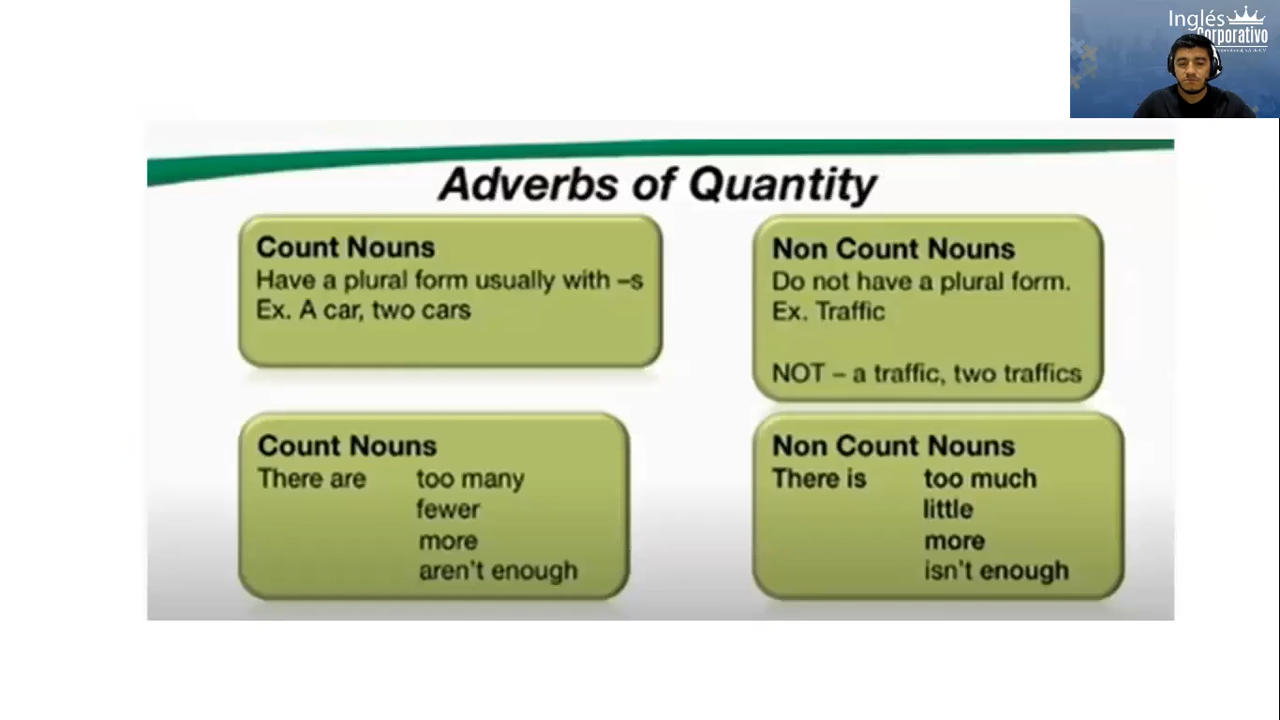 Inglés
Corporativo
Adverbs of Quantity
Count Nouns
Have a plural form usually with –s
Ex. A car, two cars
Non Count Nouns
Do not have a plural form.
Ex. Traffic
NOT – a traffic, two traffics
Count Nouns
There are too many
fewer
more
aren't enough
Non Count Nouns
There is too much
little
more
isn't enough